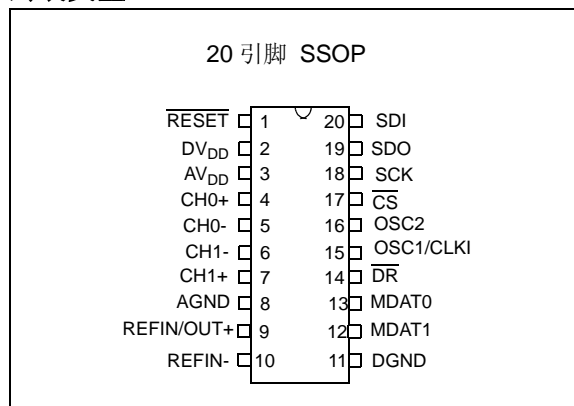 20 引脚 SSOP
RESET 1 20 SDI
DVDD 2 19 SDO
AVDD 3 18 SCK
CH0+ 4 17 CS
CH0- 5 16 OSC2
CH1- 6 15 OSC1/CLKI
CH1+ 7 14 DR
AGND 8 13 MDAT0
REFIN/OUT+ 9 12 MDAT1
REFIN- 10 11 DGND